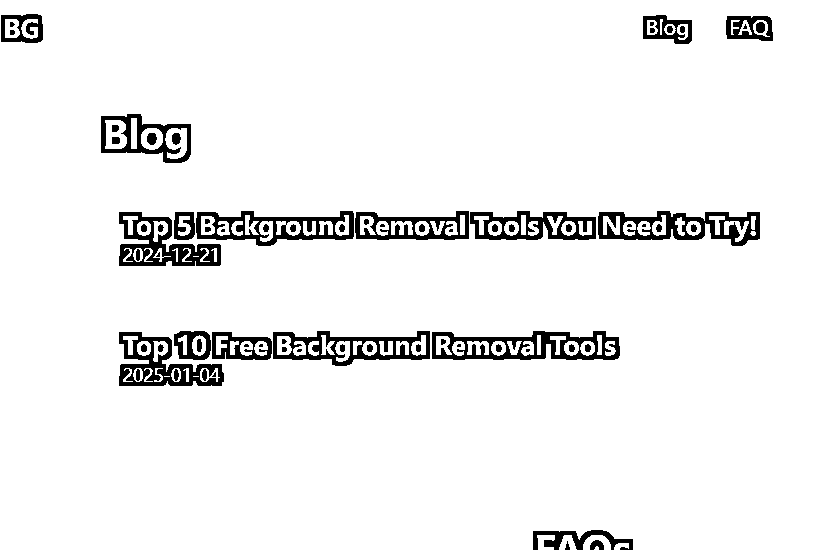 BG
Blog FAQ
Blog
Top 5 Background Removal Tools You Need to Try!
2024-12-21
Top 10 Free Background Removal Tools
2025-01-04
FAQs